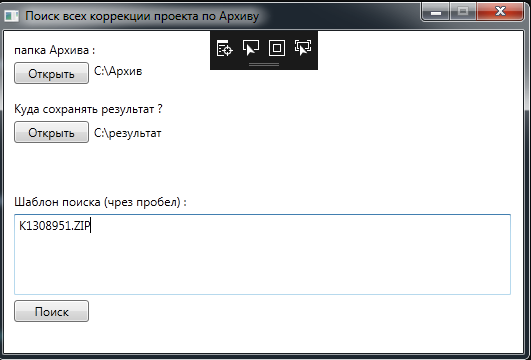 Поиск всех коррекции проекта по Архиву
папка Архива :
Открыть C:\Архив
Куда сохранять результат ?
Открыть C:\результат
Шаблон поиска (чрез пробел) :
K1308951.ZIP
Поиск